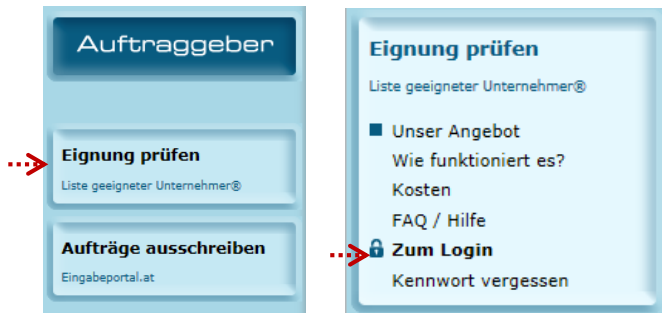 Auftraggeber
Eignung prüfen
Liste geeigneter Unternehmer®
Aufträge ausschreiben
Eingabeportal.at
Eignung prüfen
Liste geeigneter Unternehmer®
Unser Angebot
Wie funktioniert es?
Kosten
FAQ / Hilfe
Zum Login
Kennwort vergessen